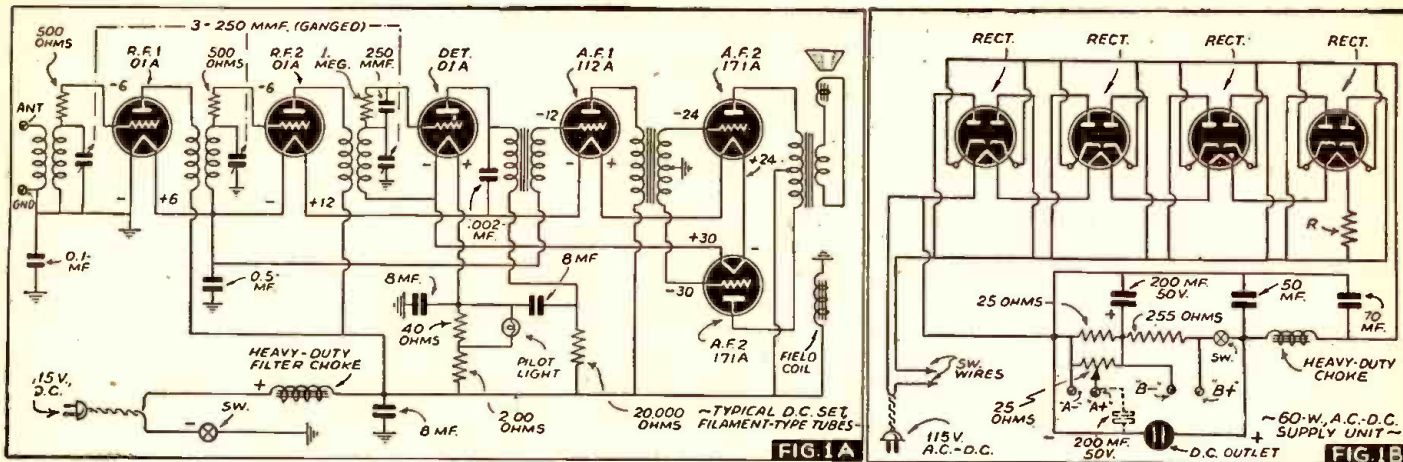 3-250 MMF. (GANGED)
500
OHMS
R.F.1
01A
500
OHMS
R.F.2
01A
1.
MEG.
250
MMF.
DET.
01A
A.F.1
112A
A.F.2
171A
ANT
GND
-6
-6
-12
-24
+6
-
+12
-
+
-
+
+24
-
+30
-30
0.1-
MF.
0.5-
MF.
.002-
MF.
8 MF.
8 MF.
40
OHMS
PILOT
LIGHT
A.F.2
171A
FIELD
COIL
HEAVY-DUTY
FILTER CHOKE
+
115 V.,
D.C.
-
SW.
8 MF.
200
OHMS
20,000
OHMS
~TYPICAL D.C. SET,
FILAMENT-TYPE TUBES~
FIG. 1A
RECT.
RECT.
RECT.
RECT.
R
25 OHMS
200 MF.
50V.
+
255 OHMS
50
MF.
70
MF.
SW.
HEAVY-DUTY
CHOKE
SW.
WIRES
25
OHMS
"A-"
"A+"
"B-"
"B+"
200 MF.
50V.
-
+
D.C. OUTLET
115 V.
A.C.-D.C.
~60-W., A.C.-D.C.
SUPPLY UNIT~
FIG. 1B